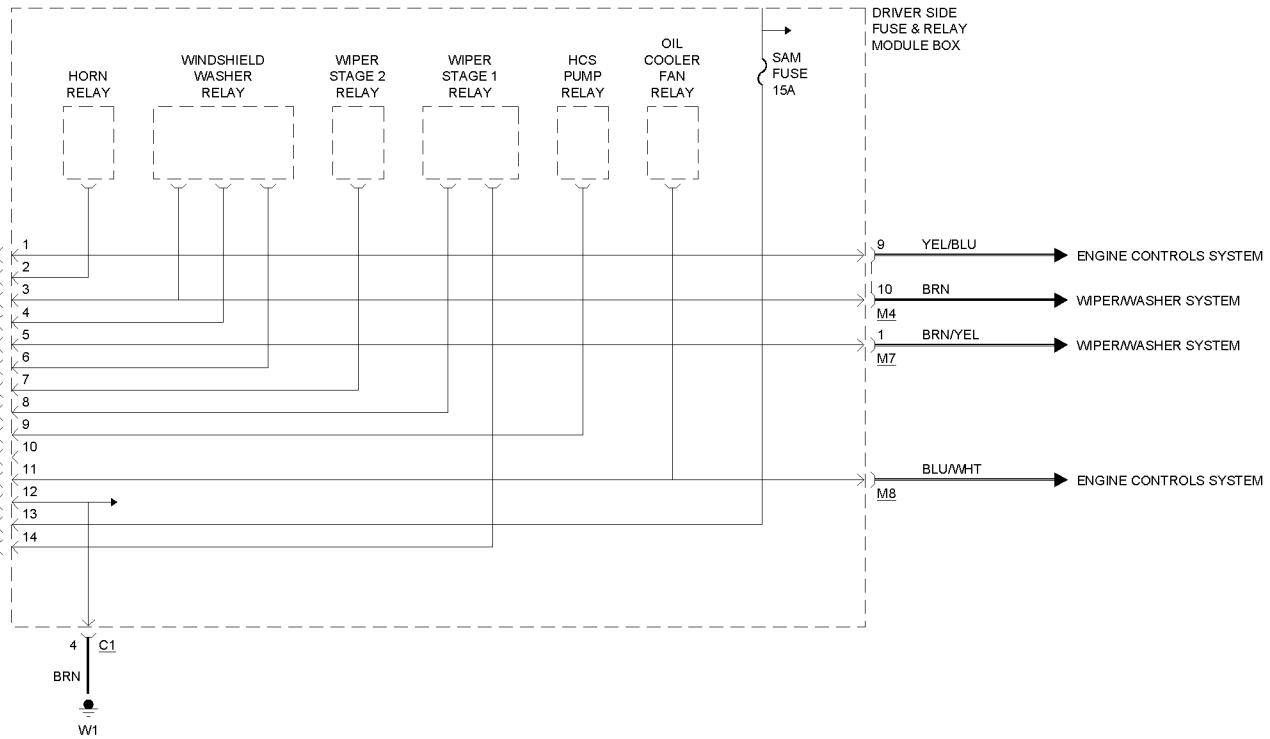 DRIVER SIDE
FUSE & RELAY
MODULE BOX
HORN
RELAY
WINDSHIELD
WASHER
RELAY
WIPER
STAGE 2
RELAY
WIPER
STAGE 1
RELAY
HCS
PUMP
RELAY
OIL
COOLER
FAN
RELAY
SAM
FUSE
15A
1
9 YEL/BLU ENGINE CONTROLS SYSTEM
2
3
10 BRN WIPER/WASHER SYSTEM
M4
4
5
1 BRN/YEL WIPER/WASHER SYSTEM
M7
6
7
8
9
10
11
BLU/WHT ENGINE CONTROLS SYSTEM
M8
12
13
14
4 C1
BRN
W1